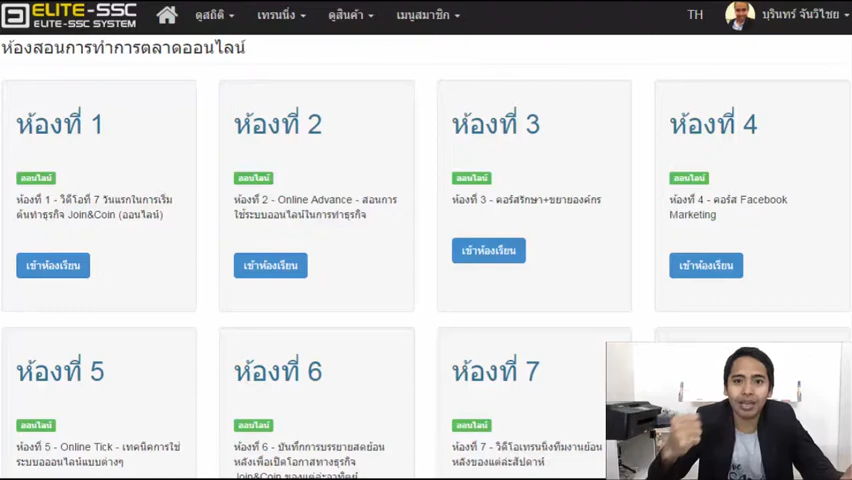 ELITE-SSC
ELITE-SSC SYSTEM
ดูสถิติ
เทรนนิ่ง
ดูสินค้า
เมนูสมาชิก
TH
บุรินทร์ จันวิไชย
ห้องสอนการทำการตลาดออนไลน์
ห้องที่ 1
ออนไลน์
ห้องที่ 1 - วิดีโอที่ 7 วันแรกในการเริ่ม
ต้นทำธุรกิจ Join&Coin (ออนไลน์)
เข้าห้องเรียน
ห้องที่ 2
ออนไลน์
ห้องที่ 2 - Online Advance - สอนการ
ใช้ระบบออนไลน์ในการทำธุรกิจ
เข้าห้องเรียน
ห้องที่ 3
ออนไลน์
ห้องที่ 3 - คอร์สรักษา+ขยายองค์กร
เข้าห้องเรียน
ห้องที่ 4
ออนไลน์
ห้องที่ 4 - คอร์ส Facebook
Marketing
เข้าห้องเรียน
ห้องที่ 5
ออนไลน์
ห้องที่ 5 - Online Tick - เทคนิคการใช้
ระบบออนไลน์แบบต่างๆ
ห้องที่ 6
ออนไลน์
ห้องที่ 6 - บันทึกการบรรยายสดย้อน
หลังเพื่อเปิดโอกาสทางธุรกิจ
Join&Coin ของแต่ละอาทิตย์
ห้องที่ 7
ออนไลน์
ห้องที่ 7 - วิดีโอเทรนนิ่งทีมงานย้อน
หลังของแต่ละสัปดาห์